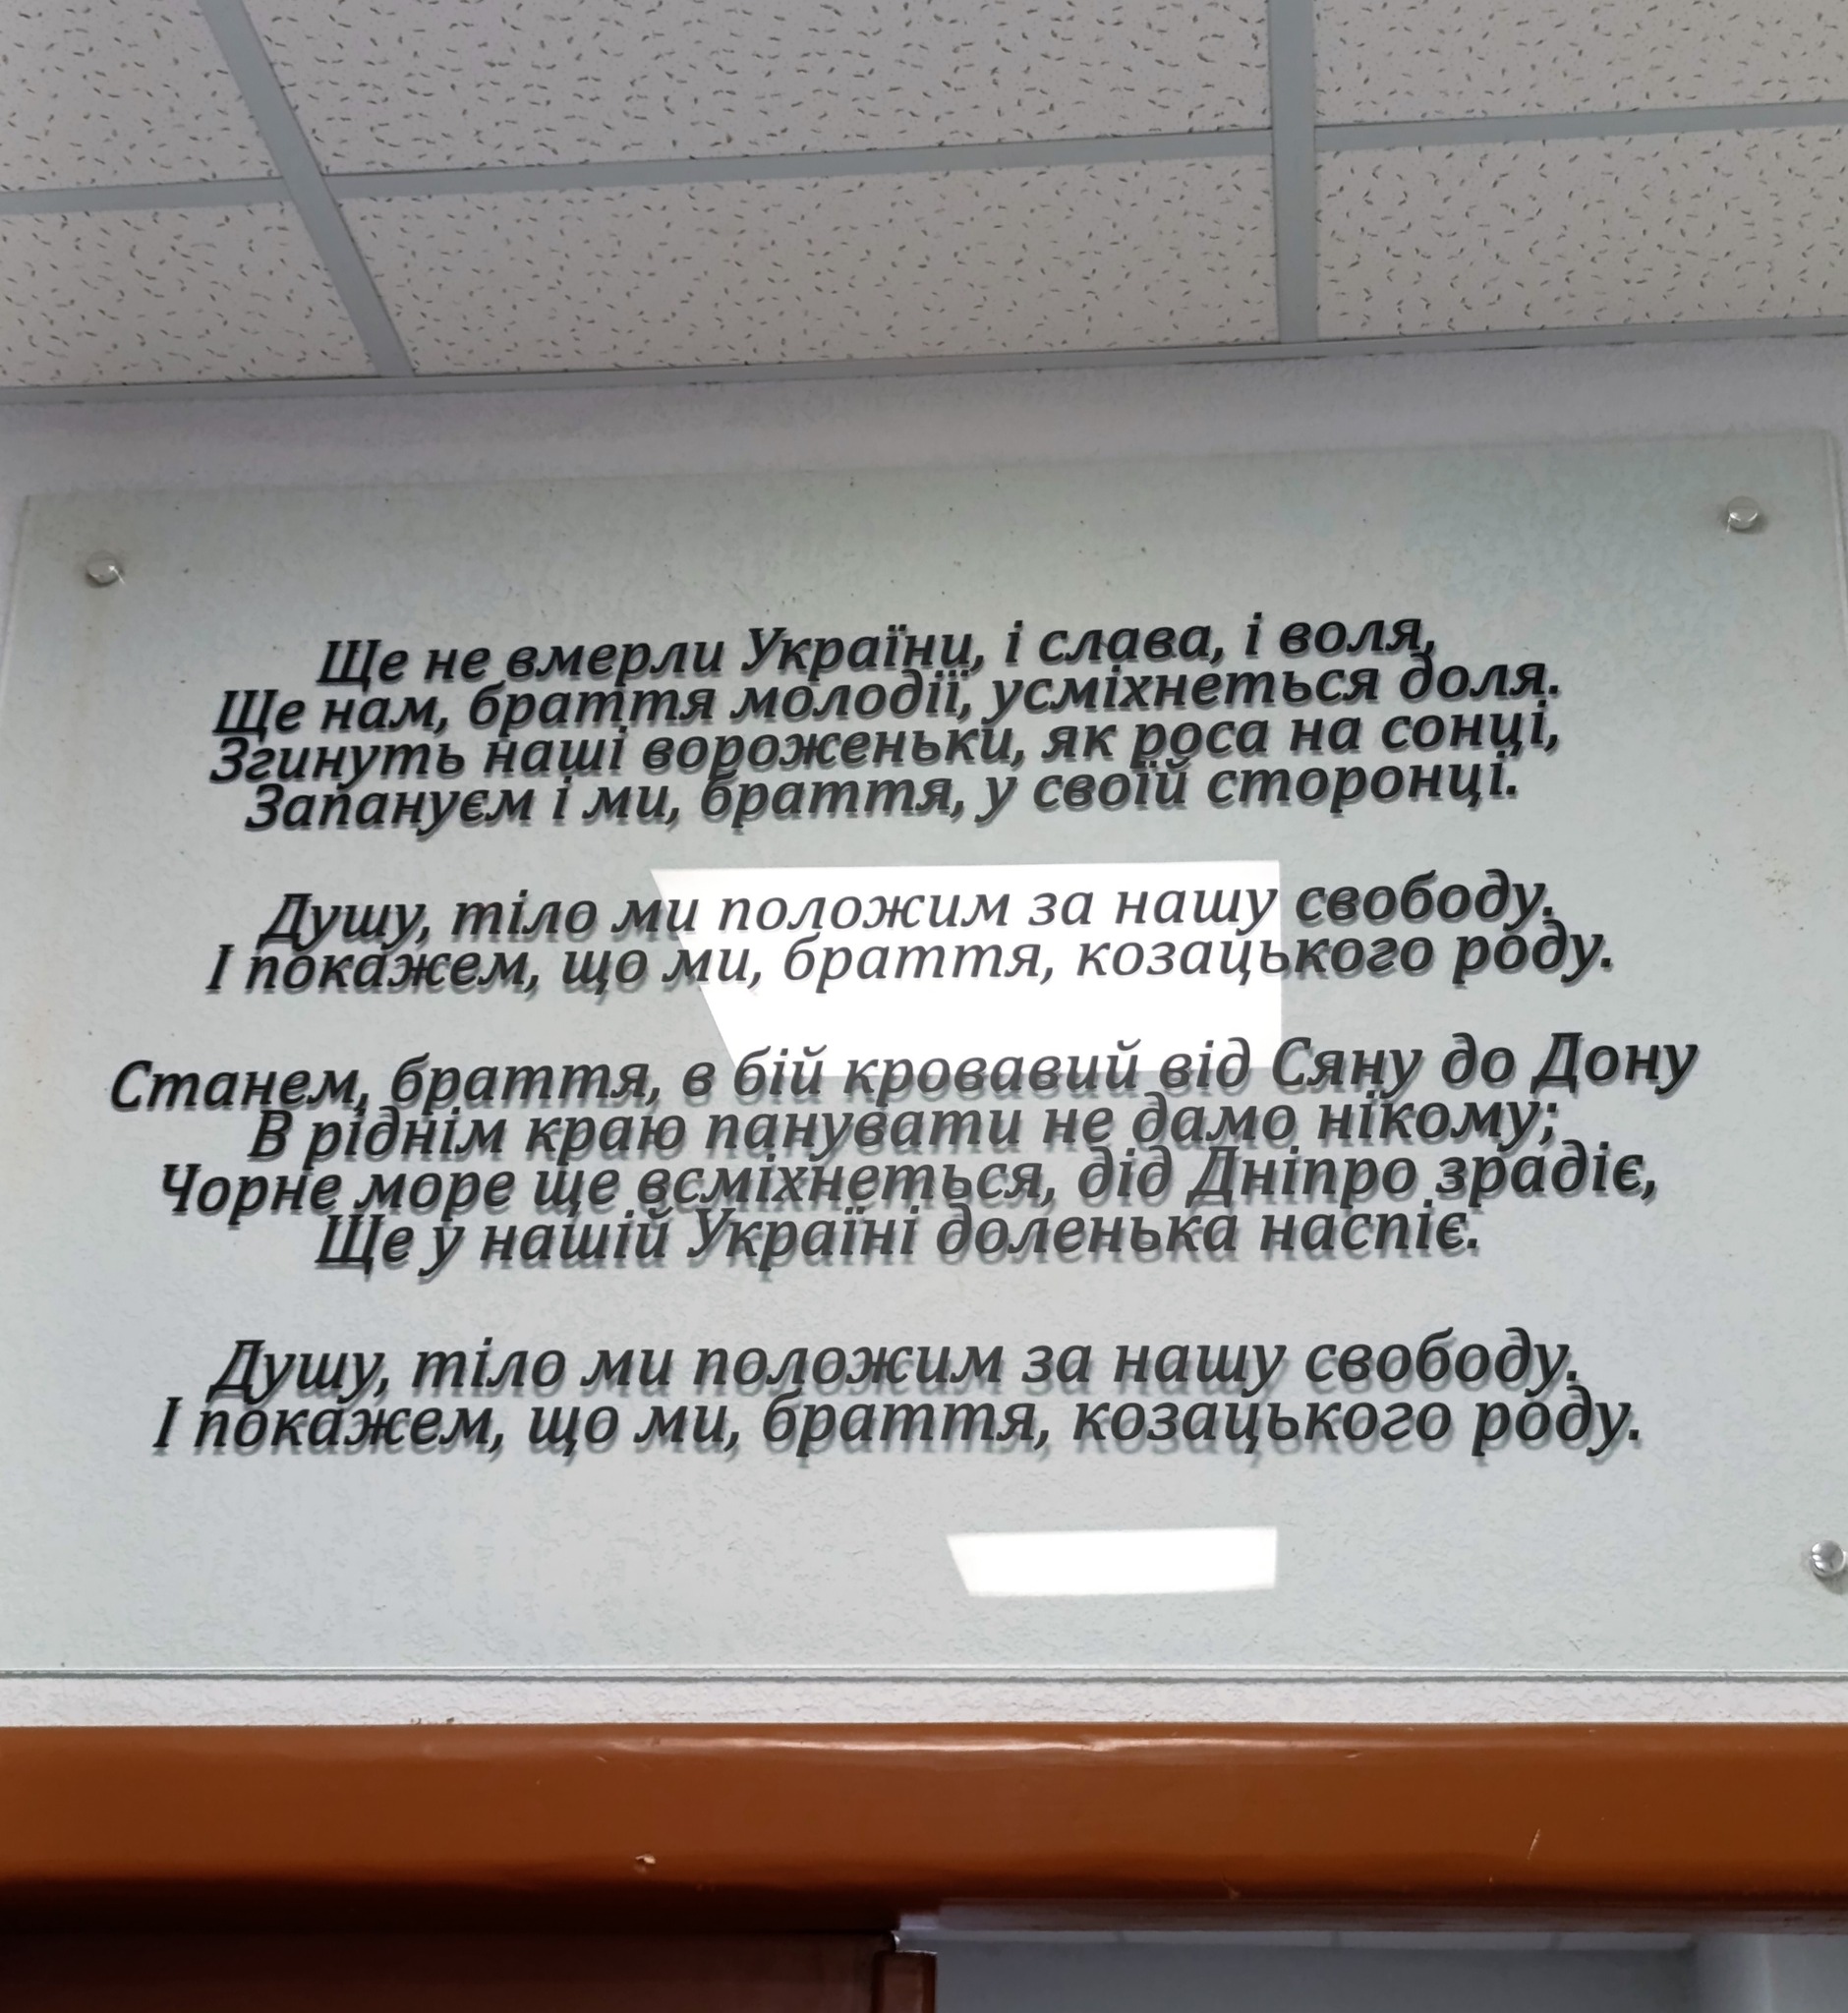 Ще не вмерли Україниˌ і слава, і воля,
Ще нам, браття молодії, усміхнеться доля.
Згинуть наші вороженьки, як роса на сонці,
Запануєм і ми, браття, у своїй сторонці.
Душу, тіло ми положим за нашу свободу.
І покажем, що ми, браття, козацького роду.
Станем, браття, в бій кровавий від Сяну до Дону
В ріднім краю панувати не дамо нікому;
Чорне море ще всміхнеться, дід Дніпро зрадіє,
Ще у нашій Україні доленька наспіє.
Душу, тіло ми положим за нашу свободу.
І покажем, що ми, браття, козацького роду.